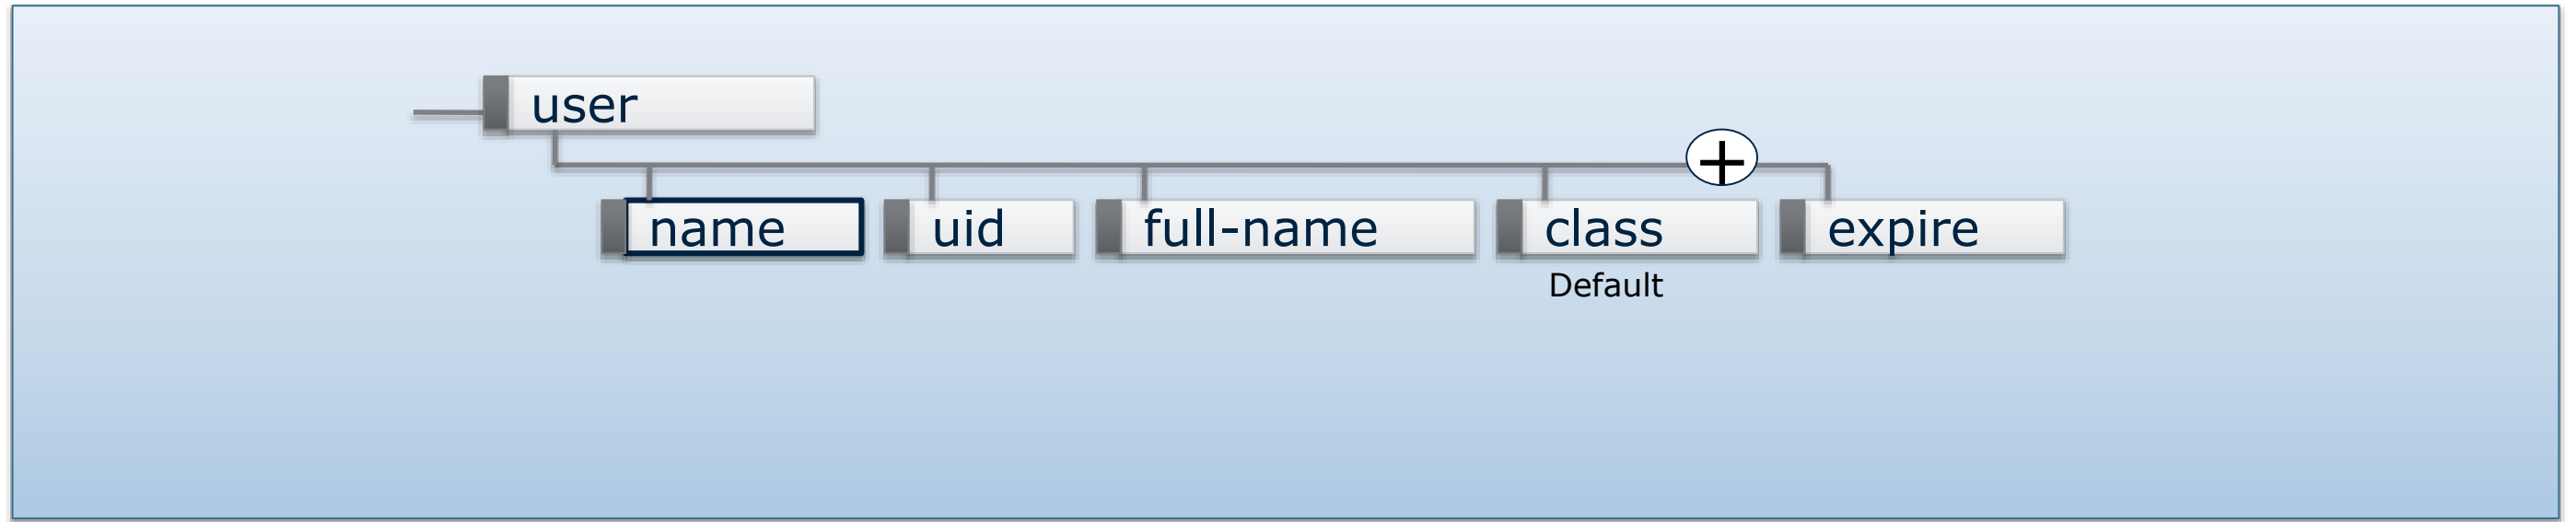 user
name
uid
full-name
class
expire
Default